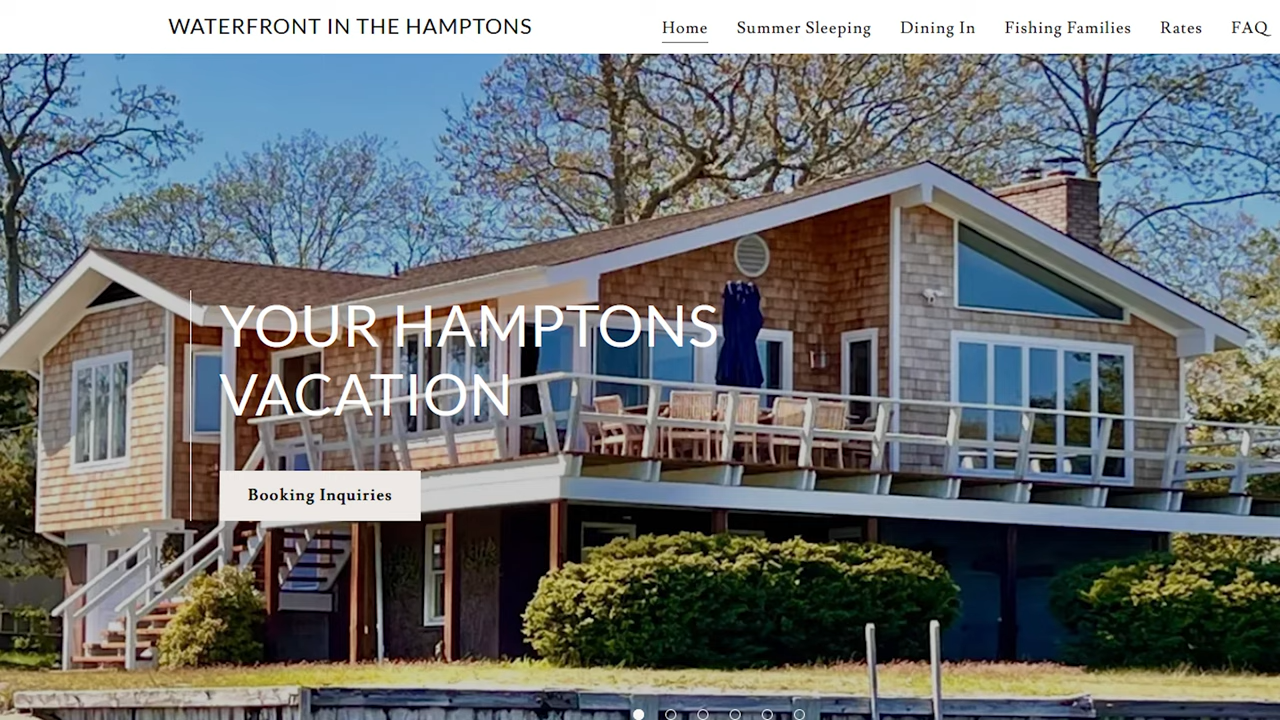 WATERFRONT IN THE HAMPTONS
Home Summer Sleeping Dining In Fishing Families Rates FAQ
YOUR HAMPTONS
VACATION
Booking Inquiries